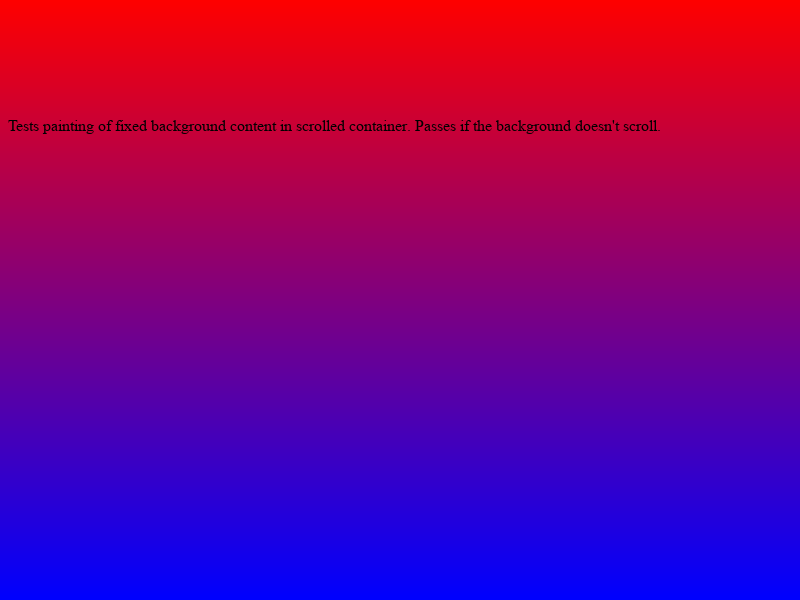 Tests painting of fixed background content in scrolled container. Passes if the background doesn't scroll.